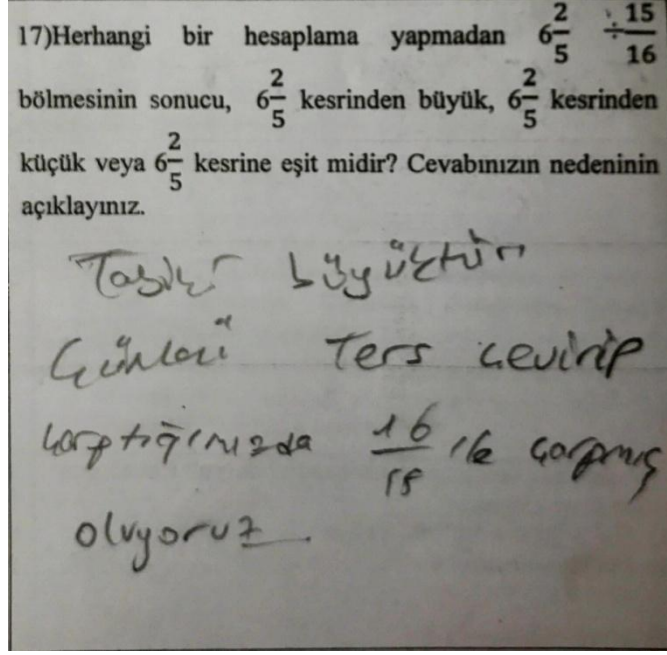 17)Herhangi bir hesaplama yapmadan 6 2/5 ÷ 15/16
bölmesinin sonucu, 6 2/5 kesrinden büyük, 6 2/5 kesrinden
küçük veya 6 2/5 kesrine eşit midir? Cevabınızın nedeninin
açıklayınız.
Tabiki büyüktür
Çünkü Ters çevirip
çarptığımızda 16/15 ile çarpmış
oluyoruz.